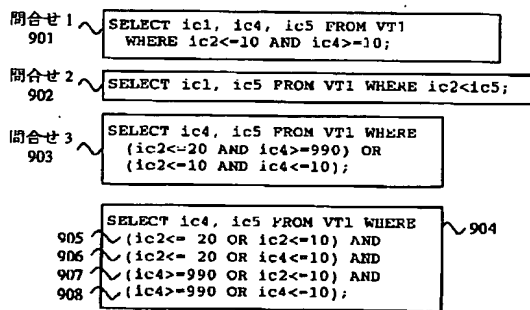 問合せ1
901
SELECT ic1, ic4, ic5 FROM VT1
WHERE ic2<=10 AND ic4>=10;
問合せ2
902
SELECT ic1, ic5 FROM VT1 WHERE ic2<ic5;
問合せ3
903
SELECT ic4, ic5 FROM VT1 WHERE
(ic2<=20 AND ic4>=990) OR
(ic2<=10 AND ic4<=10);
SELECT ic4, ic5 FROM VT1 WHERE
904
905 (ic2<= 20 OR ic2<=10) AND
906 (ic2<= 20 OR ic4<=10) AND
907 (ic4>=990 OR ic2<=10) AND
908 (ic4>=990 OR ic4<=10);